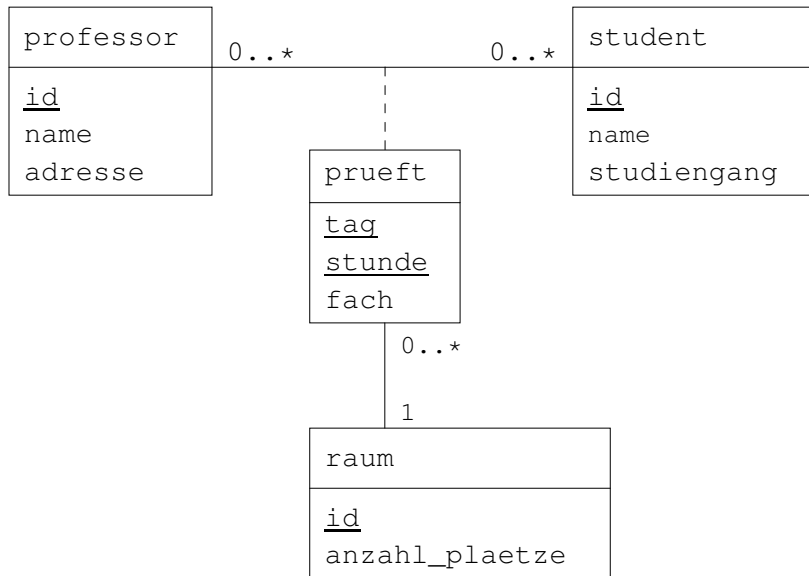 professor
0..*
0..*
student
id
name
adresse
id
name
studiengang
prueft
tag
stunde
fach
0..*
1
raum
id
anzahl_plaetze